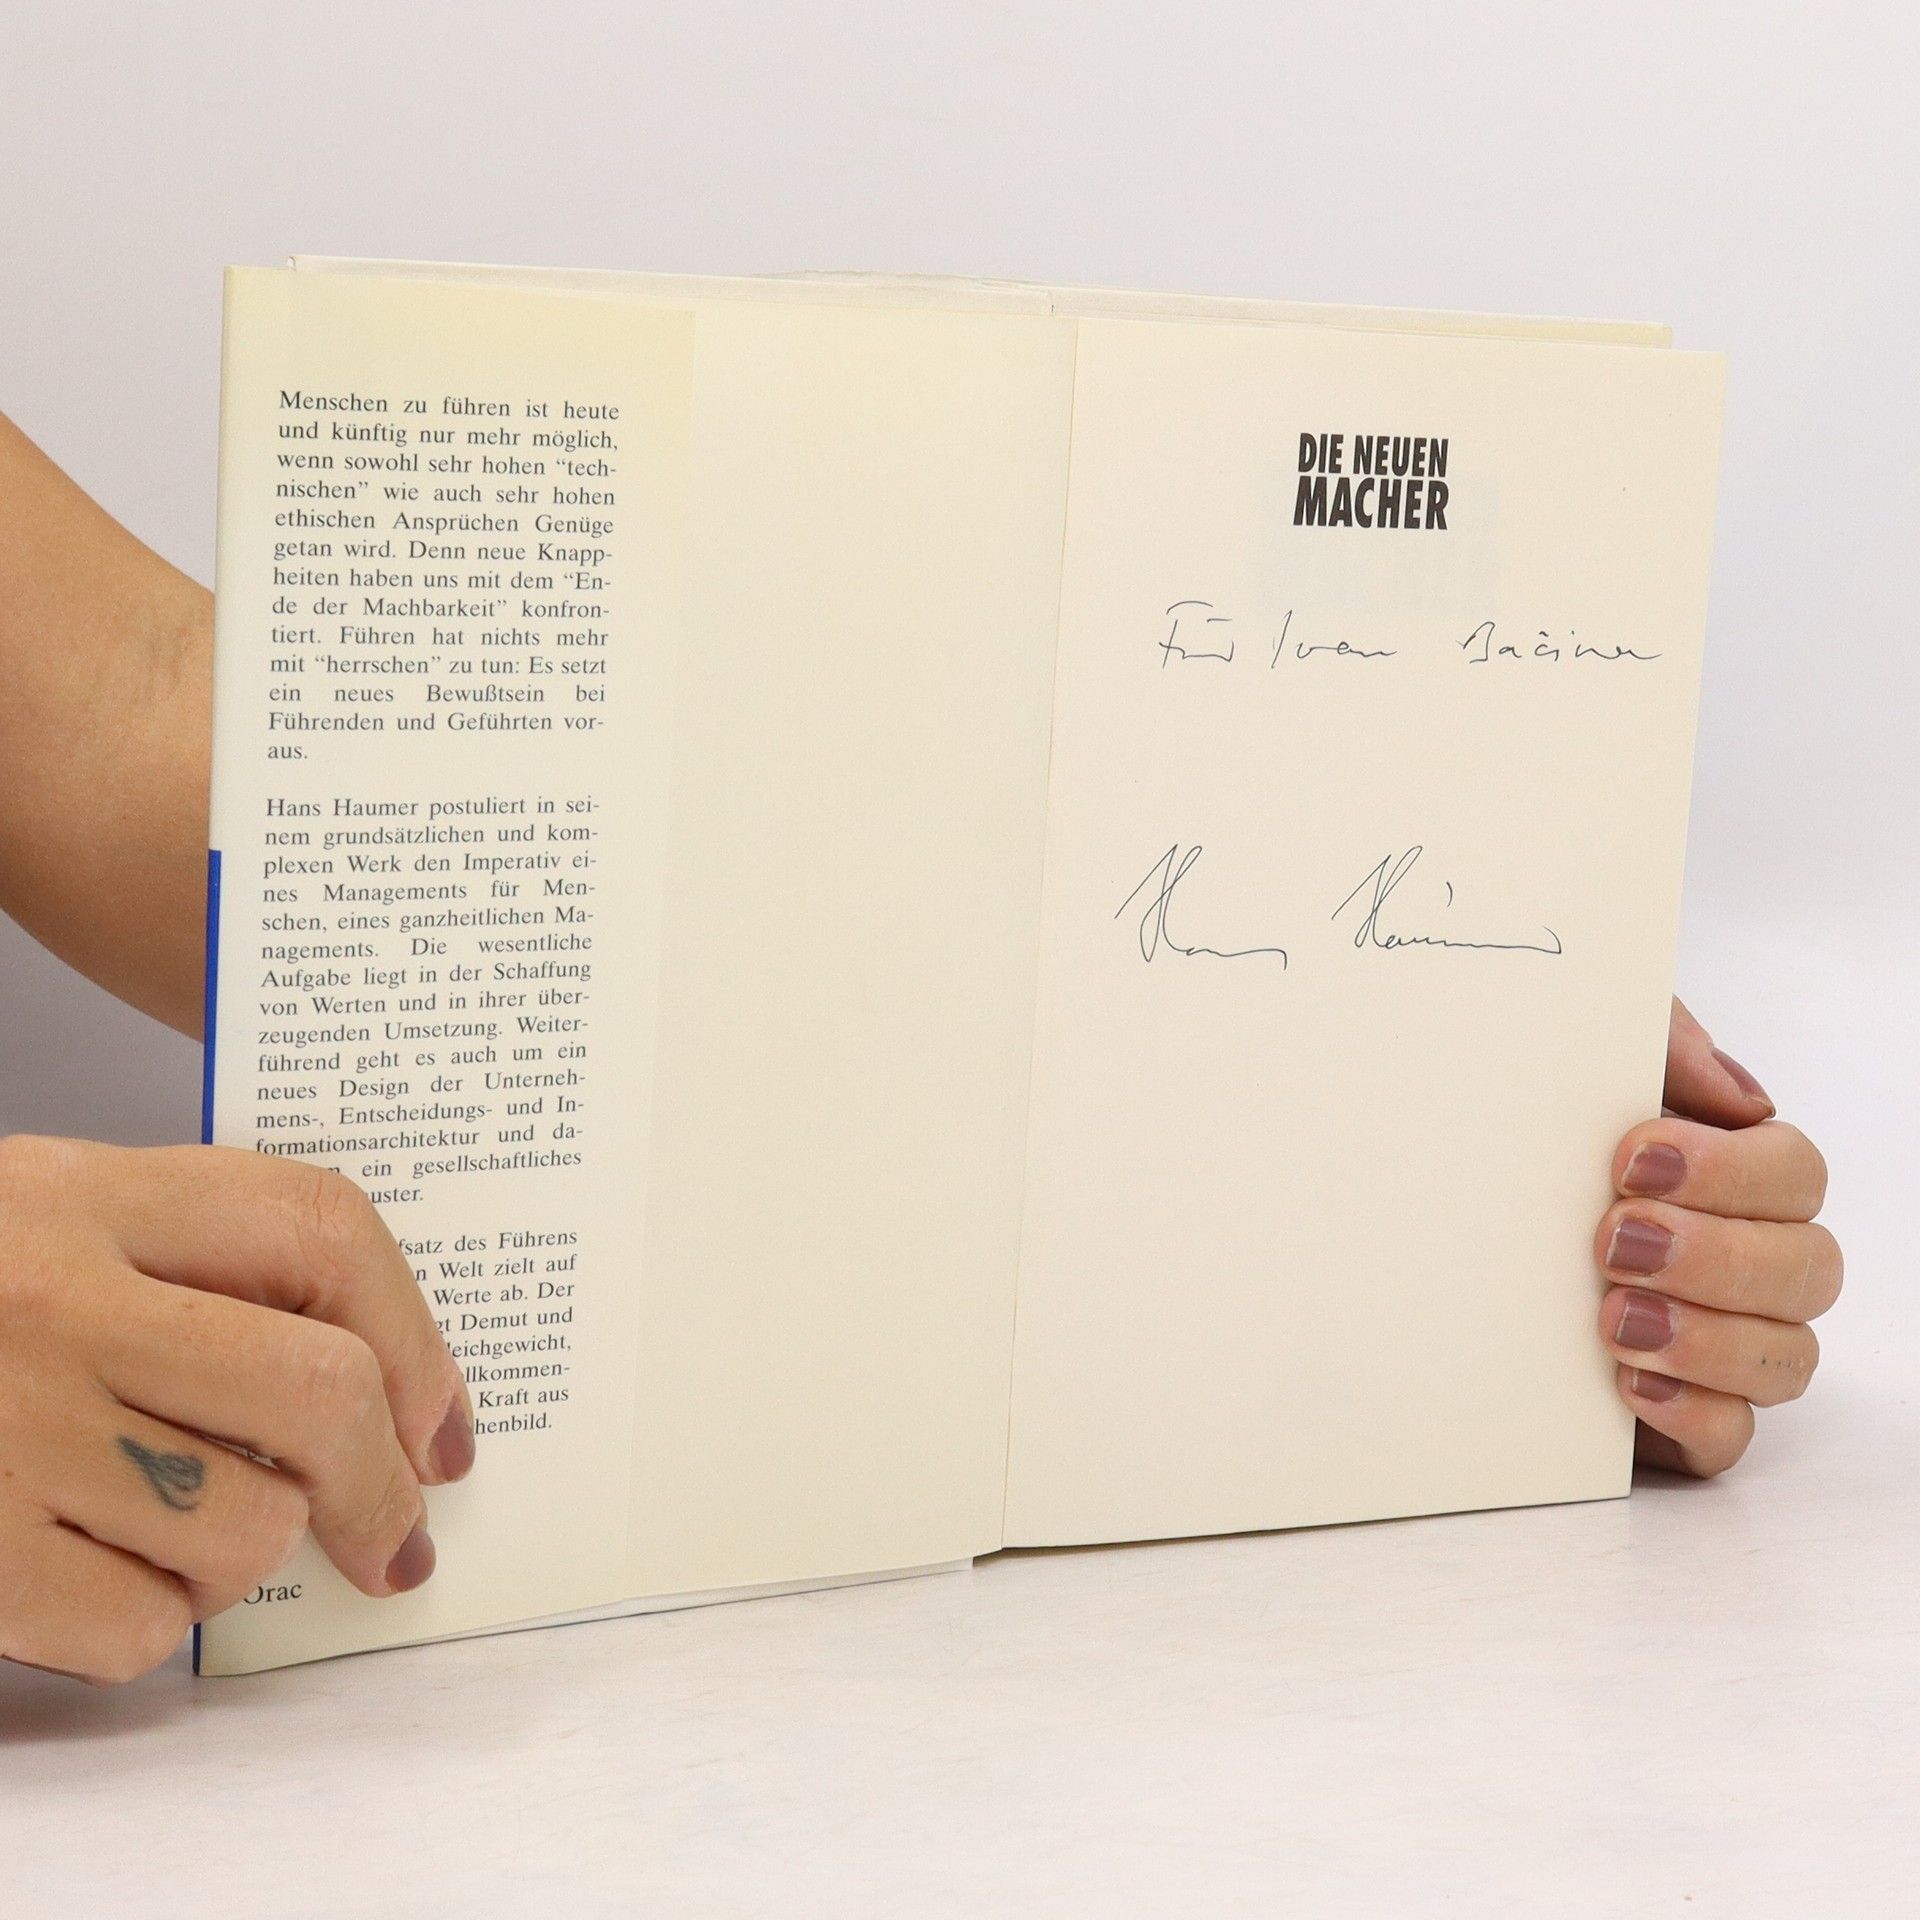 Menschen zu führen ist heute
und künftig nur mehr möglich,
wenn sowohl sehr hohen “tech-
nischen” wie auch sehr hohen
ethischen Ansprüchen Genüge
getan wird. Denn neue Knapp-
heiten haben uns mit dem “En-
de der Machbarkeit” konfron-
tiert. Führen hat nichts mehr
mit “herrschen” zu tun: Es setzt
ein neues Bewußtsein bei
Führenden und Geführten vor-
aus.
Hans Haumer postuliert in sei-
nem grundsätzlichen und kom-
plexen Werk den Imperativ ei-
nes Managements für Men-
schen, eines ganzheitlichen Ma-
nagements. Die wesentliche
Aufgabe liegt in der Schaffung
von Werten und in ihrer über-
zeugenden Umsetzung. Weiter-
führend geht es auch um ein
neues Design der Unterneh-
mens-, Entscheidungs- und In-
formationsarchitektur und da-
ein gesellschaftliches
uster.
fsatz des Führens
n Welt zielt auf
Werte ab. Der
gt Demut und
leichgewicht,
llkommen-
Kraft aus
henbild.
Orac
DIE NEUEN
MACHER
Für Ivan
Hans Haumer